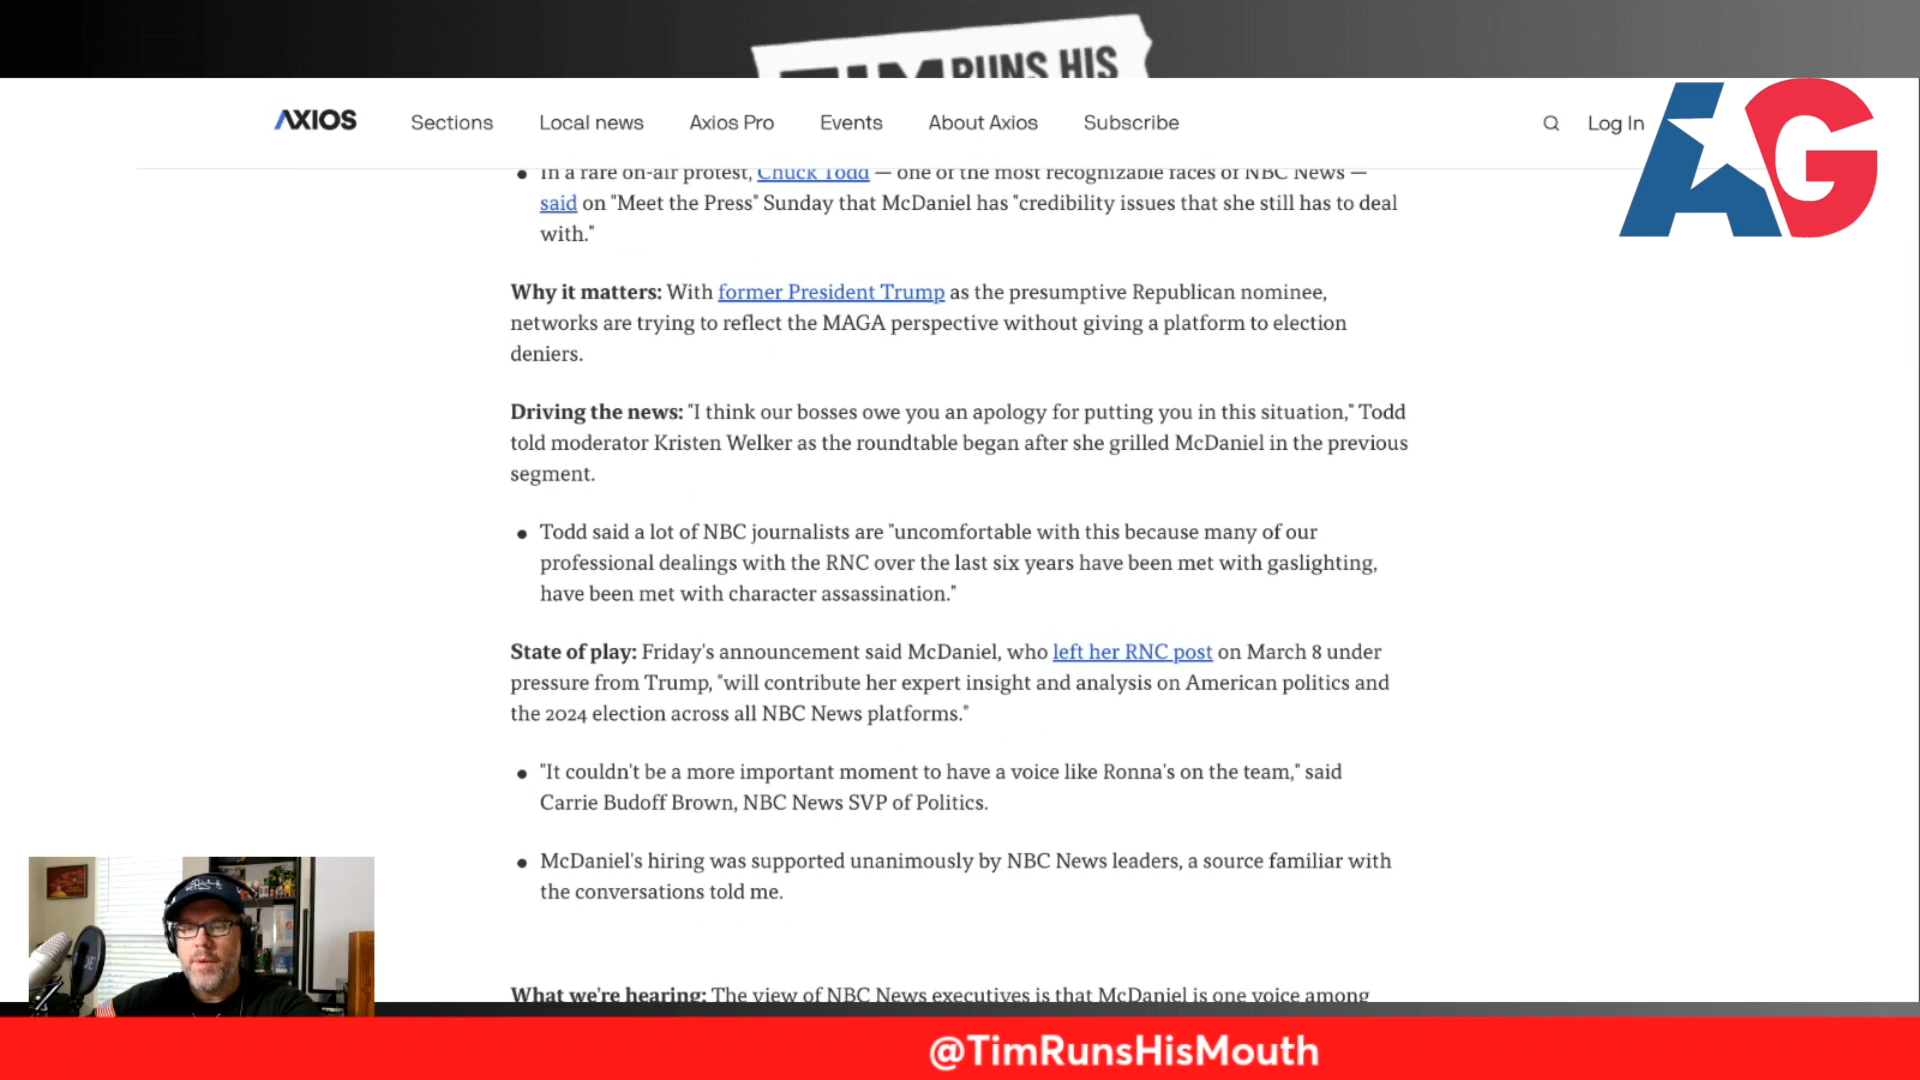 RUNS HIS
AXIOS
Sections
Local news
Axios Pro
Events
About Axios
Subscribe
Log In
AG
• In a rare on-air protest, Chuck Todd — one of the most recognizable faces of NBC News —
said on "Meet the Press" Sunday that McDaniel has "credibility issues that she still has to deal
with."
Why it matters: With former President Trump as the presumptive Republican nominee,
networks are trying to reflect the MAGA perspective without giving a platform to election
deniers.
Driving the news: "I think our bosses owe you an apology for putting you in this situation," Todd
told moderator Kristen Welker as the roundtable began after she grilled McDaniel in the previous
segment.
• Todd said a lot of NBC journalists are "uncomfortable with this because many of our
professional dealings with the RNC over the last six years have been met with gaslighting,
have been met with character assassination."
State of play: Friday's announcement said McDaniel, who left her RNC post on March 8 under
pressure from Trump, "will contribute her expert insight and analysis on American politics and
the 2024 election across all NBC News platforms."
• "It couldn't be a more important moment to have a voice like Ronna's on the team," said
Carrie Budoff Brown, NBC News SVP of Politics.
• McDaniel's hiring was supported unanimously by NBC News leaders, a source familiar with
the conversations told me.
What we're hearing: The view of NBC News executives is that McDaniel is one voice among
@TimRunsHisMouth